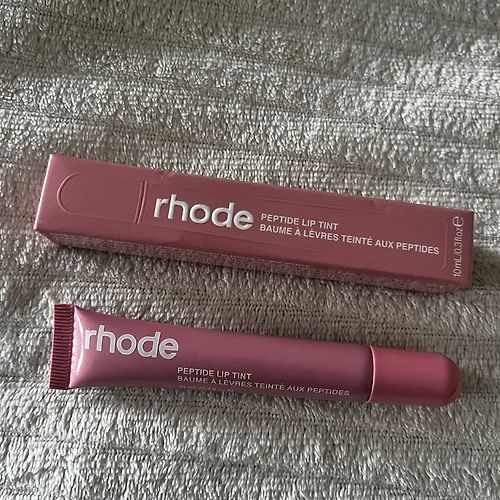 rhode
PEPTIDE LIP TINT
BAUME À LÈVRES TEINTÉ AUX PEPTIDES
10mL/0.3floz℮
rhode
PEPTIDE LIP TINT
BAUME À LÈVRES TEINTÉ AUX PEPTIDES